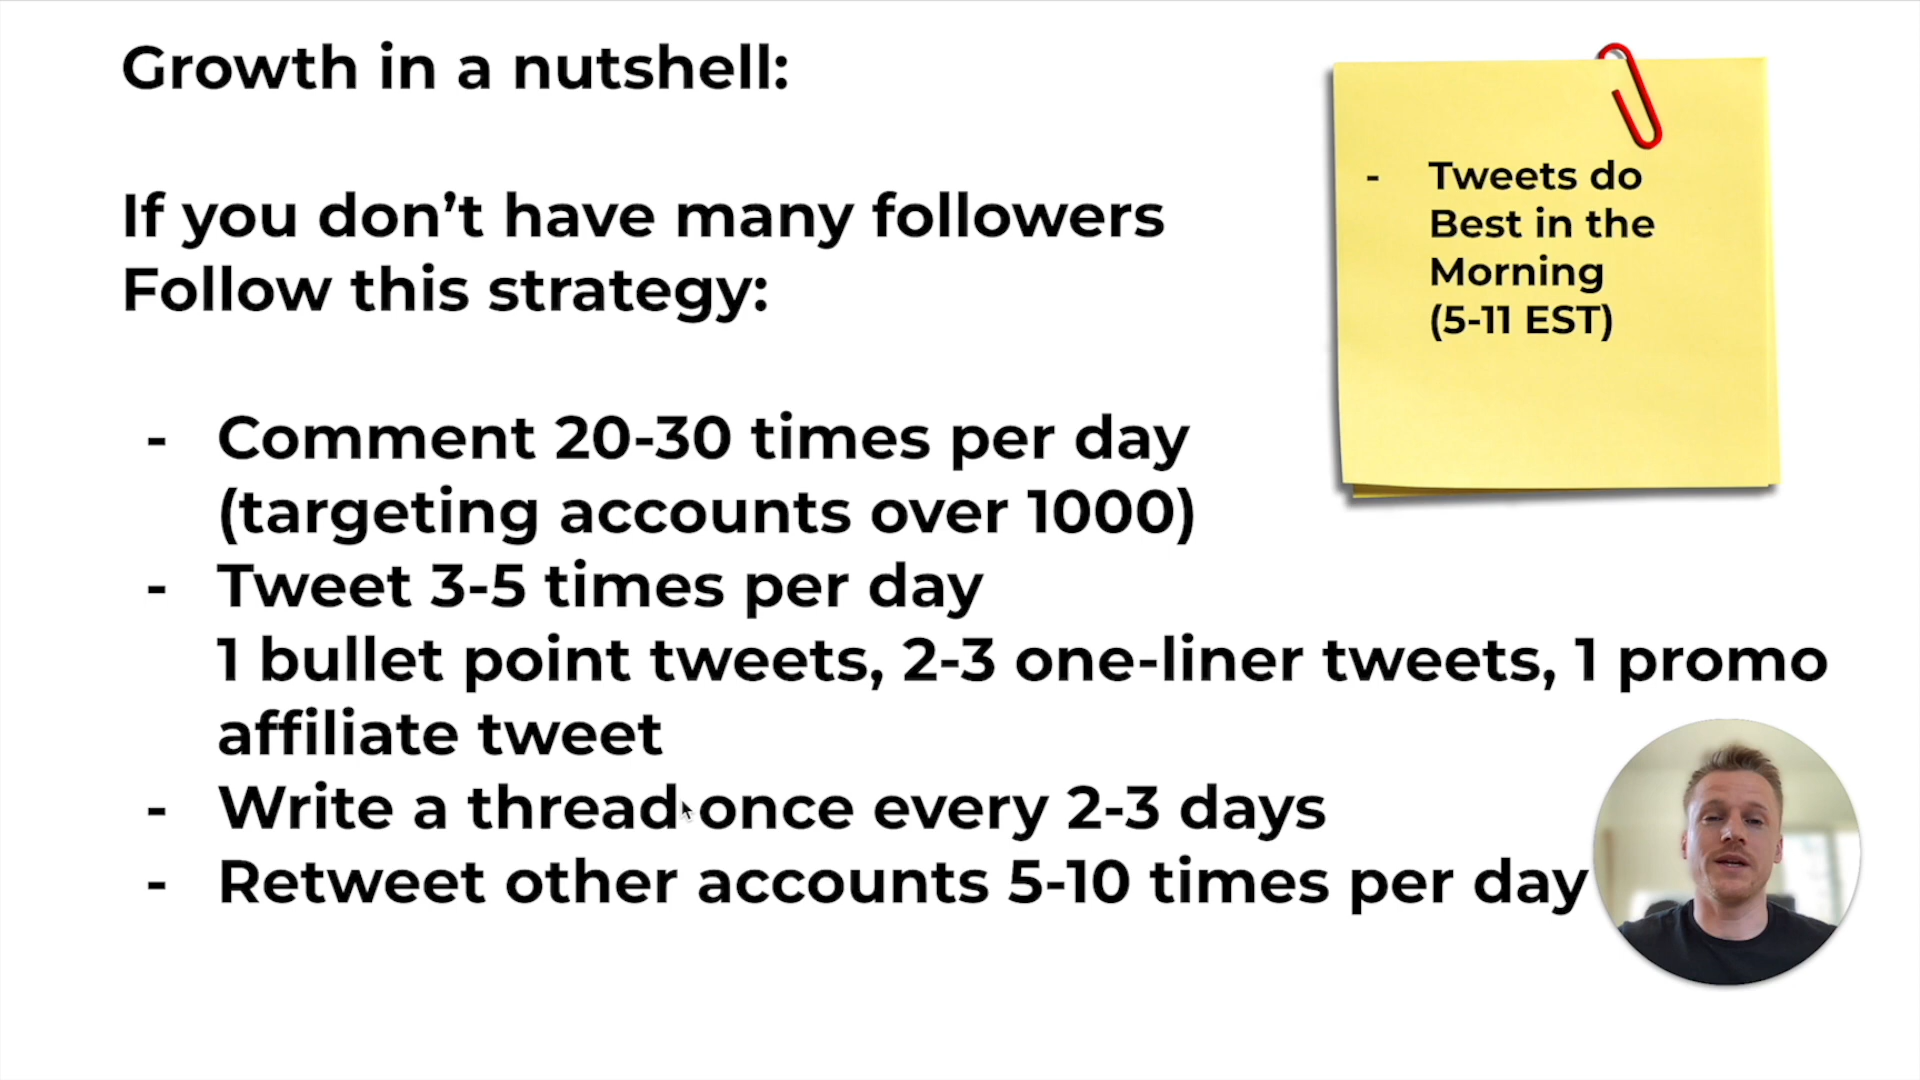 Growth in a nutshell:
If you don’t have many followers
Follow this strategy:
- Comment 20-30 times per day
(targeting accounts over 1000)
- Tweet 3-5 times per day
1 bullet point tweets, 2-3 one-liner tweets, 1 promo
affiliate tweet
- Write a thread once every 2-3 days
- Retweet other accounts 5-10 times per day
- Tweets do
Best in the
Morning
(5-11 EST)